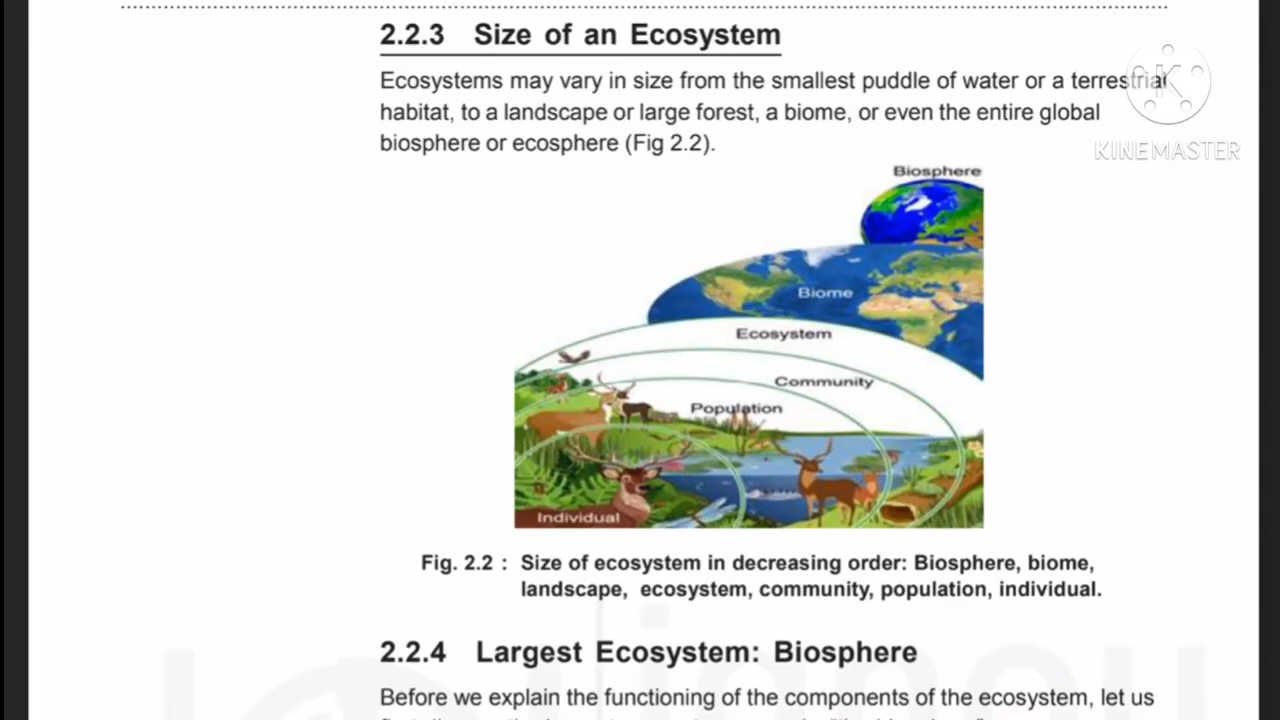 2.2.3 Size of an Ecosystem
Ecosystems may vary in size from the smallest puddle of water or a terrestrial
habitat, to a landscape or large forest, a biome, or even the entire global
biosphere or ecosphere (Fig 2.2).
K
KINEMASTER
Biosphere
Biome
Ecosystem
Community
Population
Individual
Fig. 2.2 : Size of ecosystem in decreasing order: Biosphere, biome,
landscape, ecosystem, community, population, individual.
2.2.4 Largest Ecosystem: Biosphere
Before we explain the functioning of the components of the ecosystem, let us